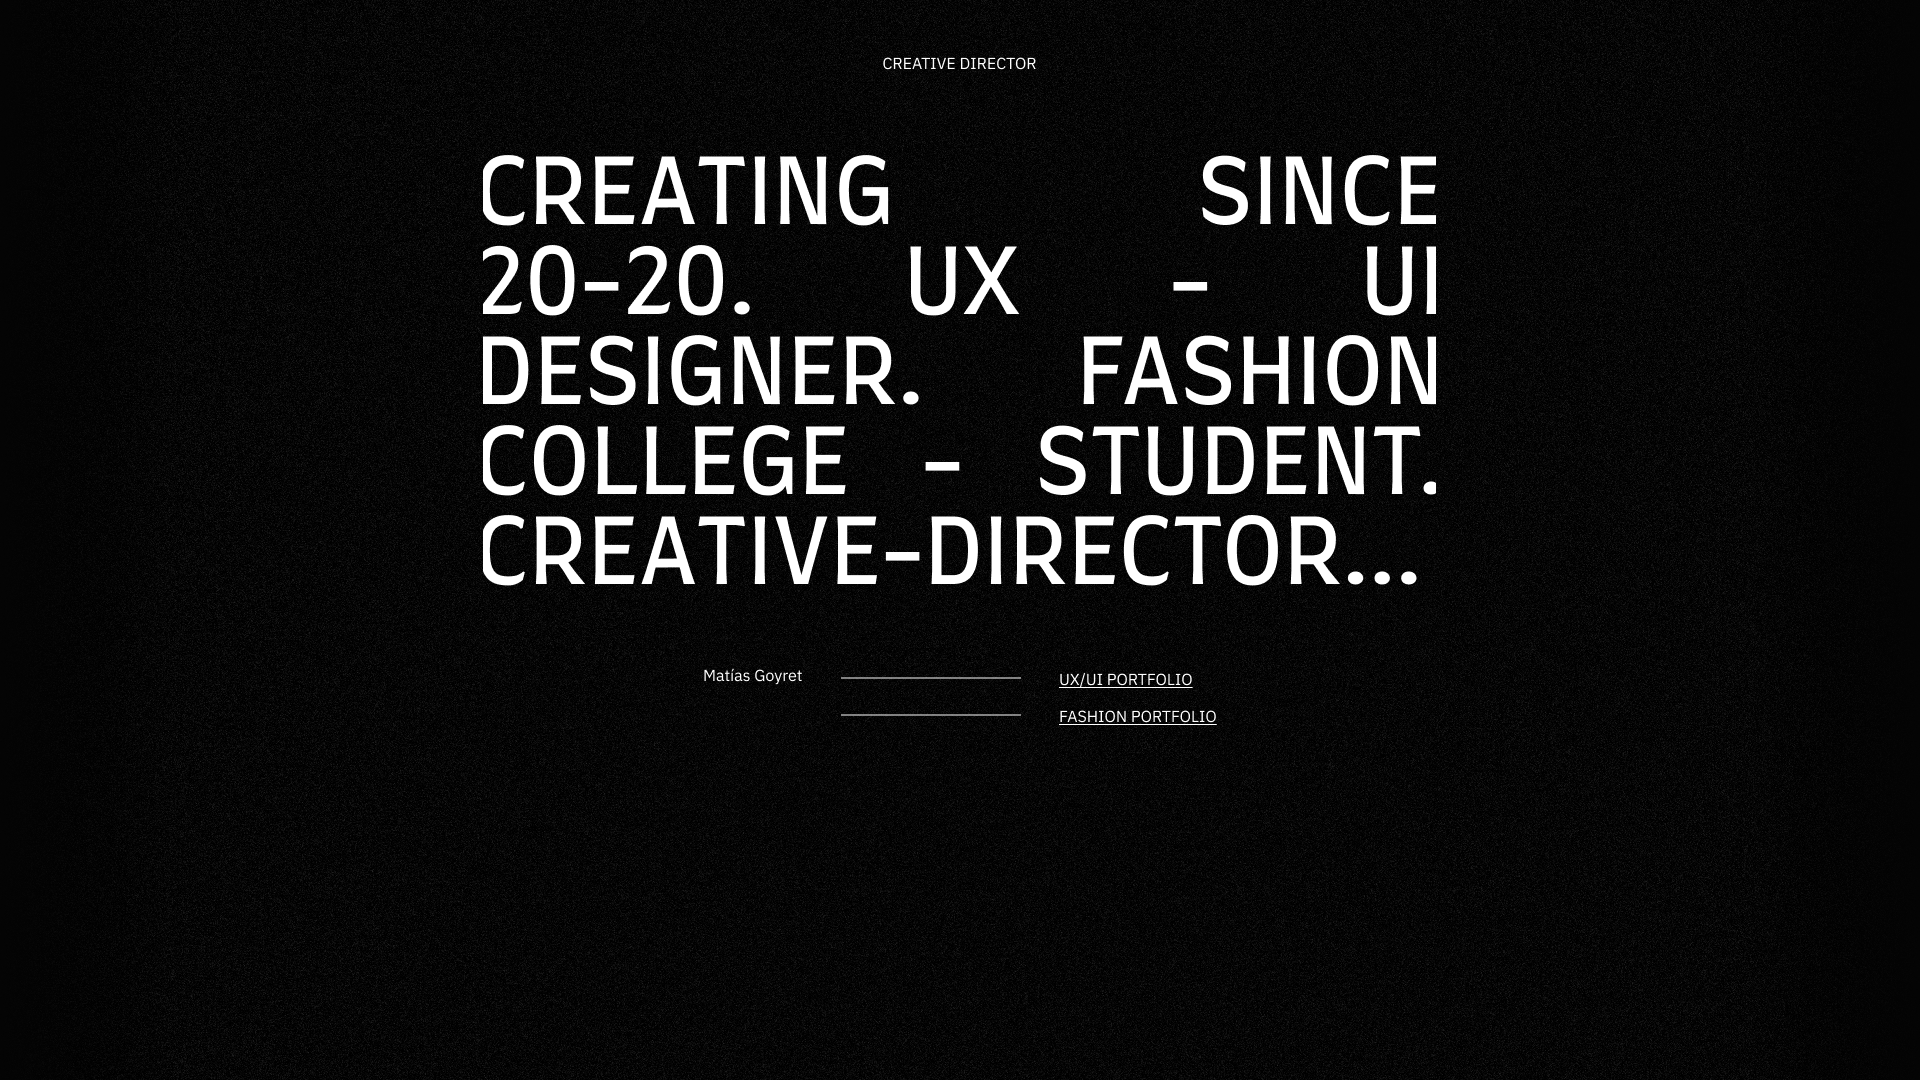 CREATIVE DIRECTOR
CREATING SINCE
20-20. UX - UI
DESIGNER. FASHION
COLLEGE - STUDENT.
CREATIVE-DIRECTOR...
Matías Goyret
UX/UI PORTFOLIO
FASHION PORTFOLIO